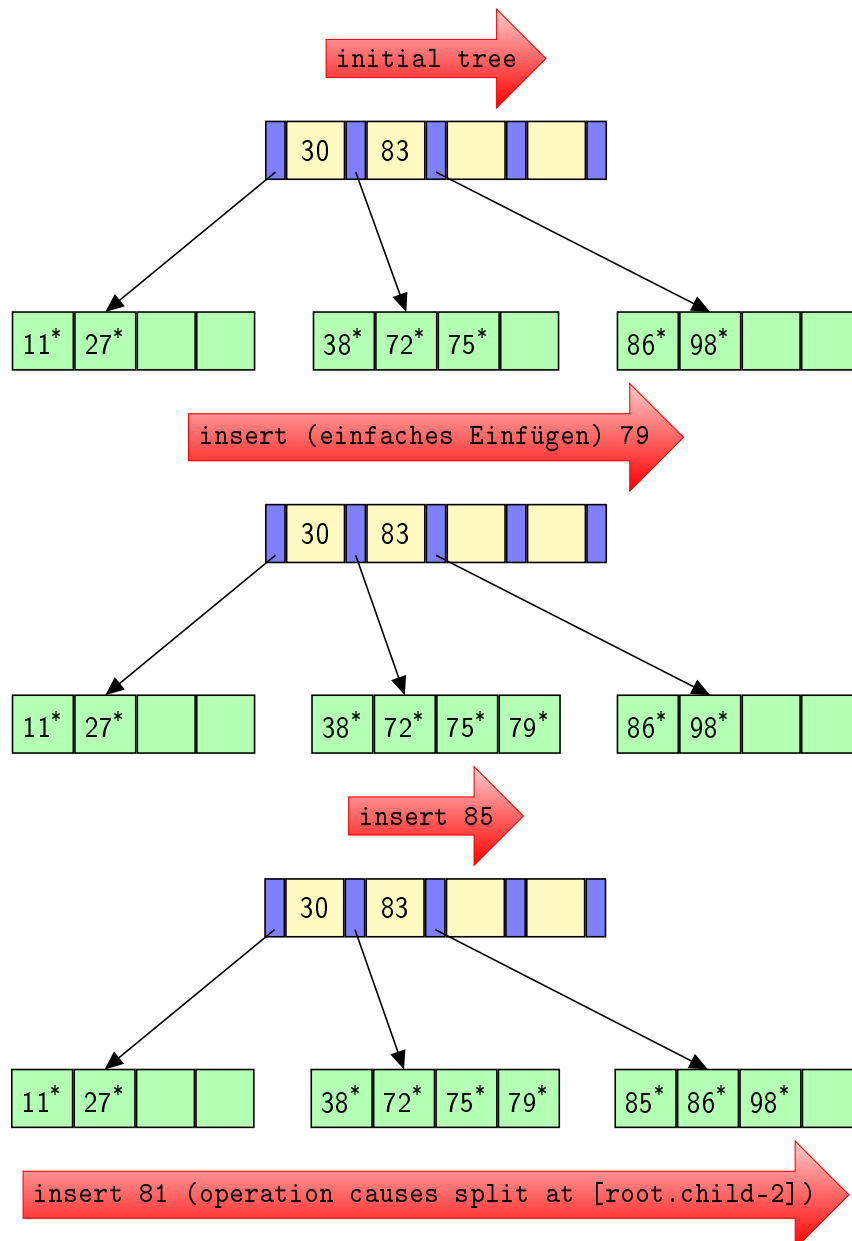 initial tree
30 83
11* 27* 38* 72* 75* 86* 98*
insert (einfaches Einfügen) 79
30 83
11* 27* 38* 72* 75* 79* 86* 98*
insert 85
30 83
11* 27* 38* 72* 75* 79* 85* 86* 98*
insert 81 (operation causes split at [root.child-2])